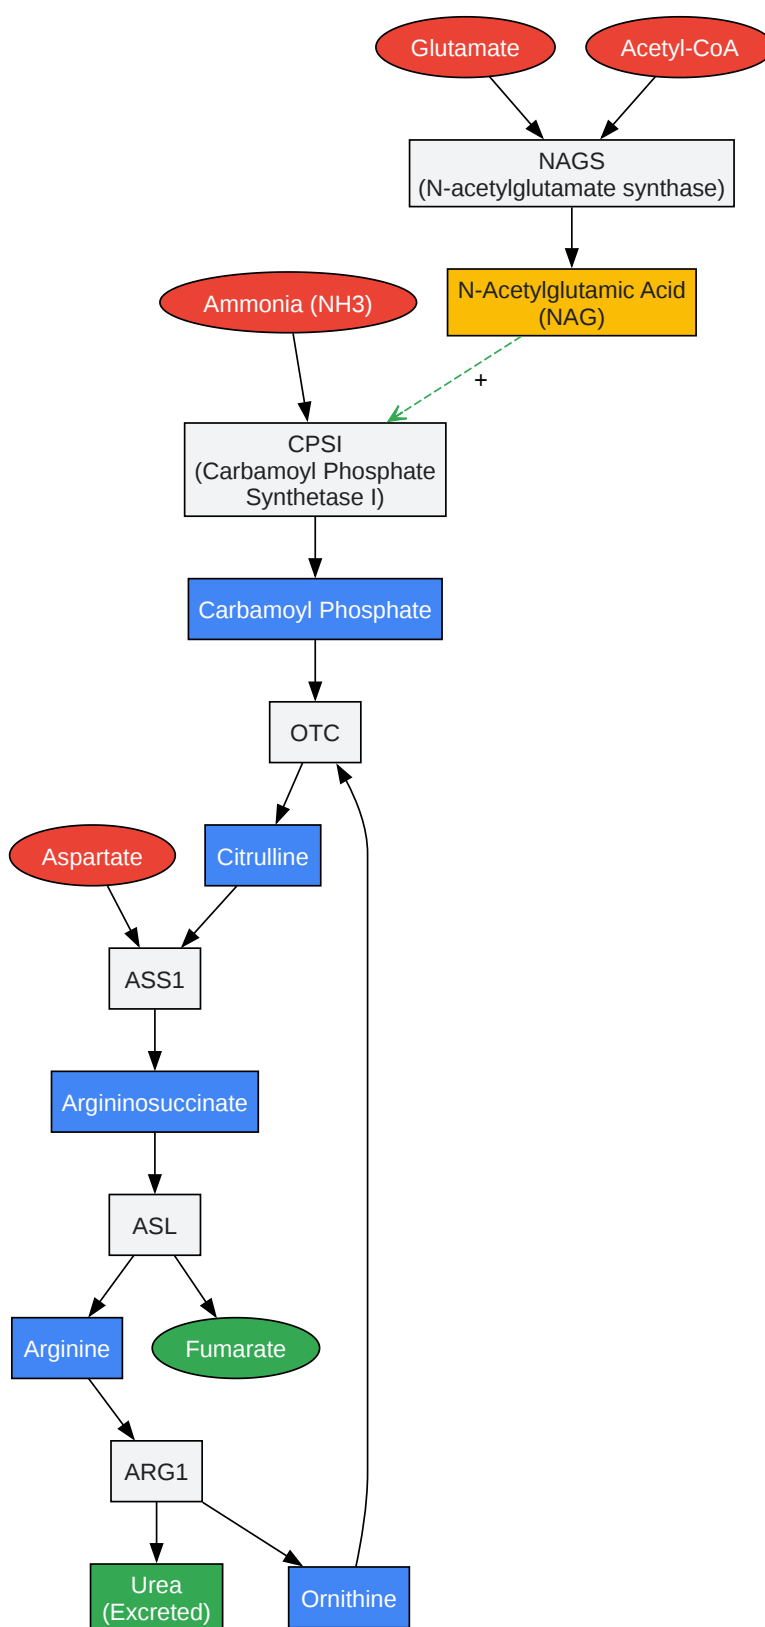 Glutamate
Acetyl-CoA
NAGS
(N-acetylglutamate synthase)
Ammonia (NH3)
N-Acetylglutamic Acid
(NAG)
+
CPSI
(Carbamoyl Phosphate
Synthetase I)
Carbamoyl Phosphate
OTC
Aspartate
Citrulline
ASS1
Argininosuccinate
ASL
Arginine
Fumarate
ARG1
Urea
(Excreted)
Ornithine